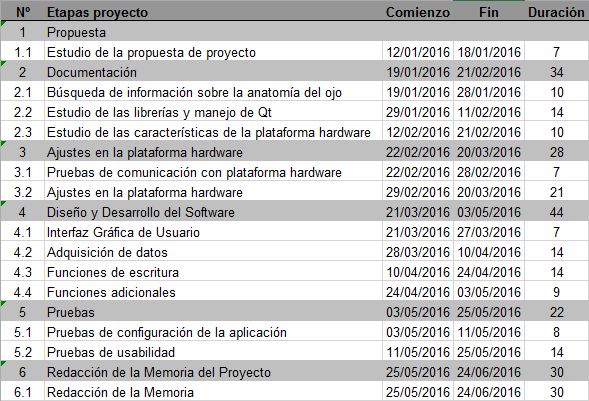 Nº Etapas proyecto Comienzo Fin Duración
1 Propuesta
1.1 Estudio de la propuesta de proyecto 12/01/2016 18/01/2016 7
2 Documentación 19/01/2016 21/02/2016 34
2.1 Búsqueda de información sobre la anatomía del ojo 19/01/2016 28/01/2016 10
2.2 Estudio de las librerías y manejo de Qt 29/01/2016 11/02/2016 14
2.3 Estudio de las características de la plataforma hardware 12/02/2016 21/02/2016 10
3 Ajustes en la plataforma hardware 22/02/2016 20/03/2016 28
3.1 Pruebas de comunicación con plataforma hardware 22/02/2016 28/02/2016 7
3.2 Ajustes en la plataforma hardware 29/02/2016 20/03/2016 21
4 Diseño y Desarrollo del Software 21/03/2016 03/05/2016 44
4.1 Interfaz Gráfica de Usuario 21/03/2016 27/03/2016 7
4.2 Adquisición de datos 28/03/2016 10/04/2016 14
4.3 Funciones de escritura 10/04/2016 24/04/2016 14
4.4 Funciones adicionales 24/04/2016 03/05/2016 9
5 Pruebas 03/05/2016 25/05/2016 22
5.1 Pruebas de configuración de la aplicación 03/05/2016 11/05/2016 8
5.2 Pruebas de usabilidad 11/05/2016 25/05/2016 14
6 Redacción de la Memoria del Proyecto 25/05/2016 24/06/2016 30
6.1 Redacción de la Memoria 25/05/2016 24/06/2016 30